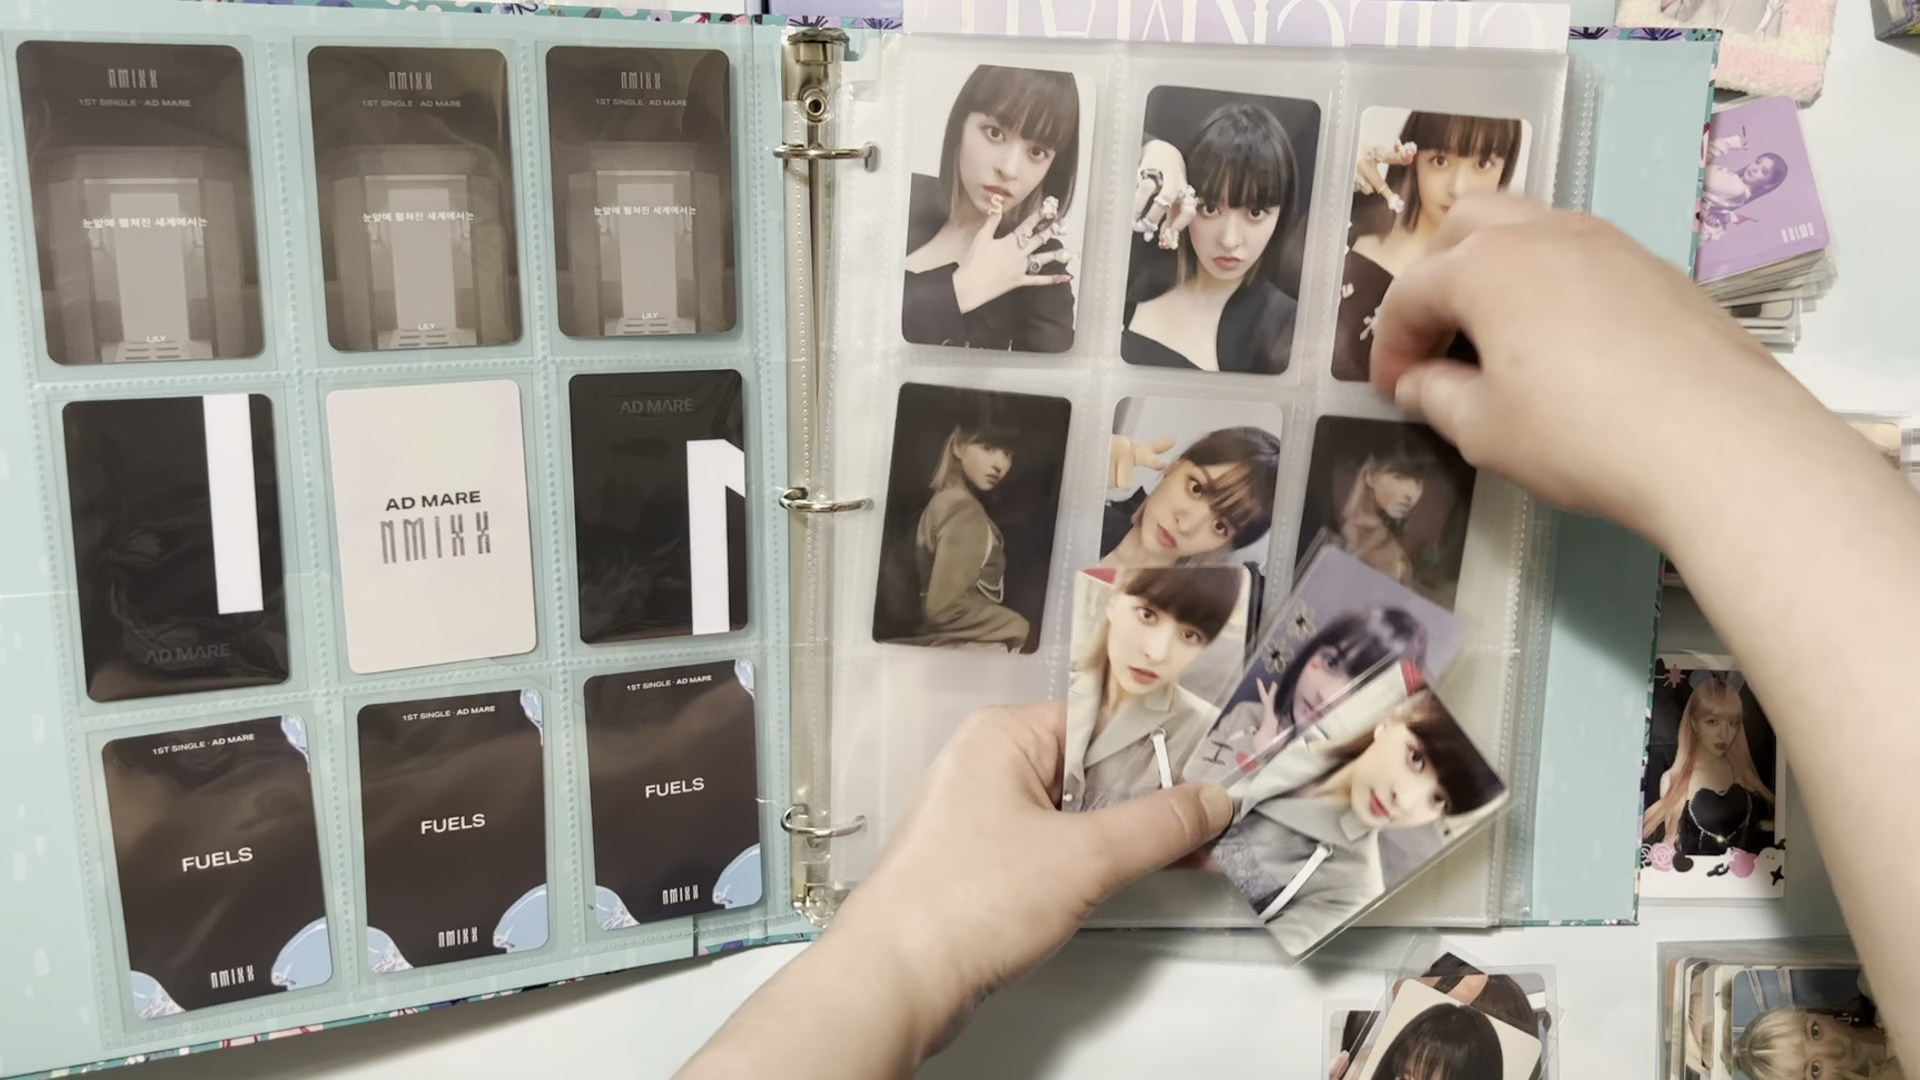 NMIXX
1ST SINGLE · AD MARE
눈앞에 펼쳐진 세계에서는
LILY
NMIXX
1ST SINGLE · AD MARE
눈앞에 펼쳐진 세계에서는
LILY
NMIXX
1ST SINGLE · AD MARE
눈앞에 펼쳐진 세계에서는
LILY
AD MARE
AD MARE
NMIXX
AD MARE
1ST SINGLE · AD MARE
FUELS
NMIXX
1ST SINGLE · AD MARE
FUELS
NMIXX
1ST SINGLE · AD MARE
FUELS
NMIXX
I